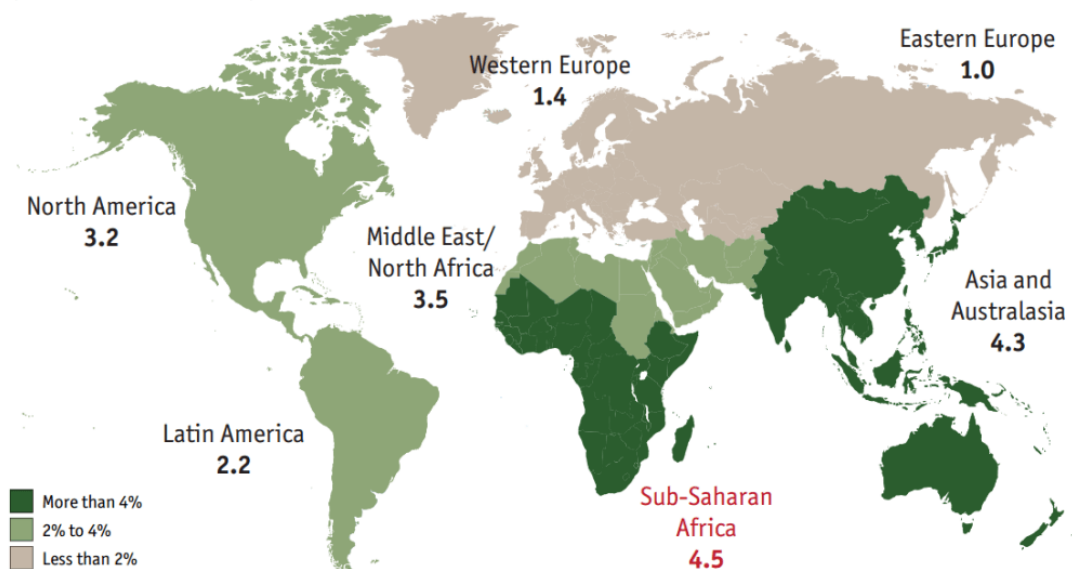 Eastern Europe
1.0
Western Europe
1.4
North America
3.2
Middle East/
North Africa
3.5
Asia and
Australasia
4.3
Latin America
2.2
Sub-Saharan
Africa
4.5
More than 4%
2% to 4%
Less than 2%